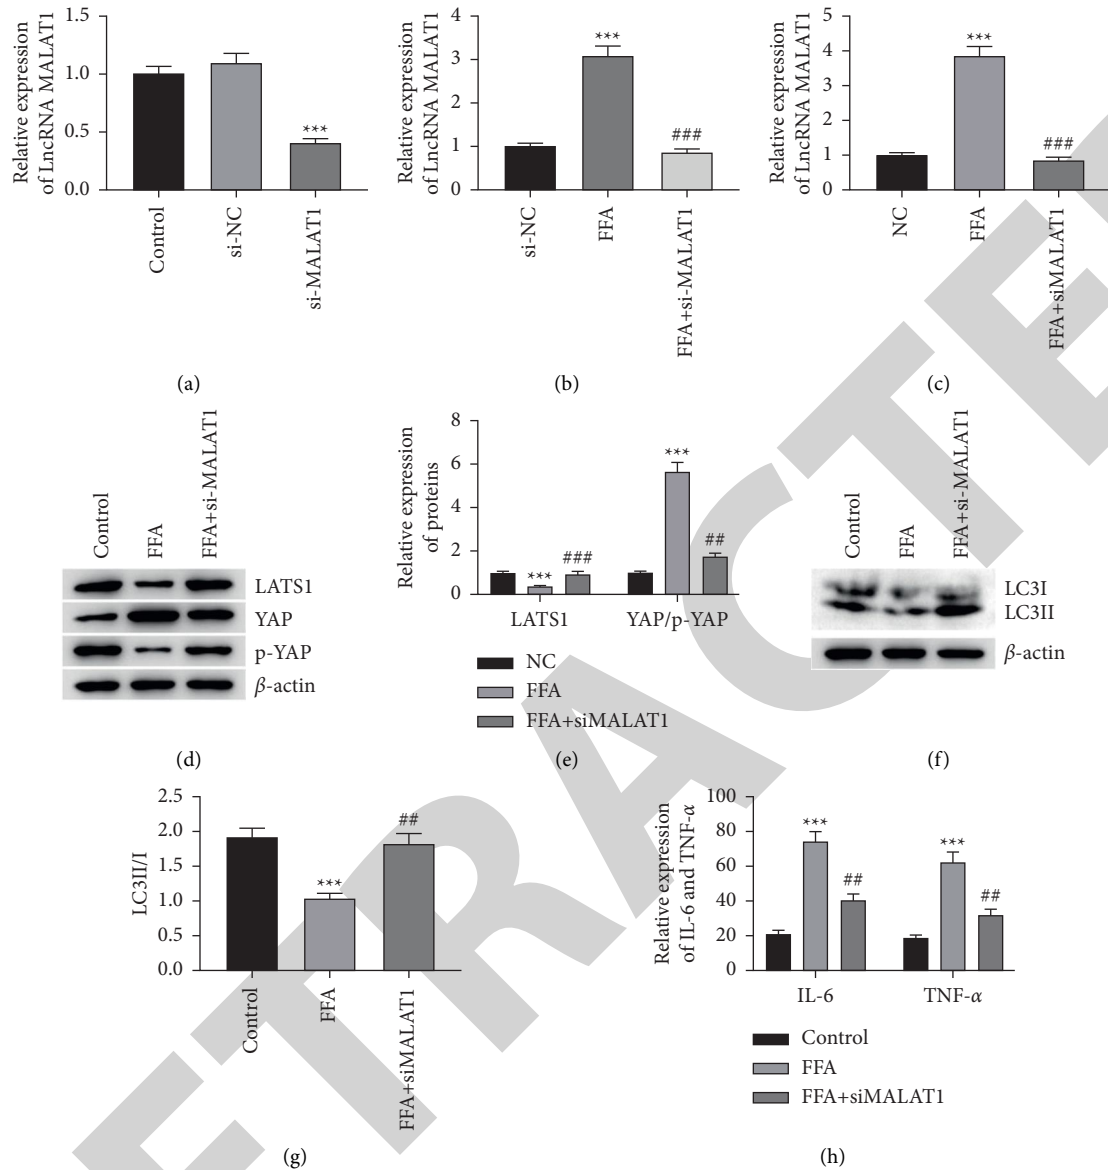 Relative expression
of LncRNA MALAT1
1.5
1.0
0.5
0.0
***
Control
si-NC
si-MALAT1
(a)
Relative expression
of LncRNA MALAT1
4
3
2
1
0
***
###
si-NC
FFA
FFA+si-MALAT1
(b)
Relative expression
of LncRNA MALAT1
5
4
3
2
1
0
***
###
NC
FFA
FFA+siMALAT1
(c)
Control
FFA
FFA+si-MALAT1
LATS1
YAP
p-YAP
β-actin
(d)
Relative expression
of proteins
8
6
4
2
0
***
###
***
##
LATS1 YAP/p-YAP
NC
FFA
FFA+siMALAT1
(e)
Control
FFA
FFA+si-MALAT1
LC3I
LC3II
β-actin
(f)
LC3II/I
2.5
2.0
1.5
1.0
0.5
0.0
***
##
Control
FFA
FFA+siMALAT1
(g)
Relative expression
of IL-6 and TNF-α
100
80
60
40
20
0
***
##
***
##
IL-6 TNF-α
Control
FFA
FFA+siMALAT1
(h)
ETRACTE